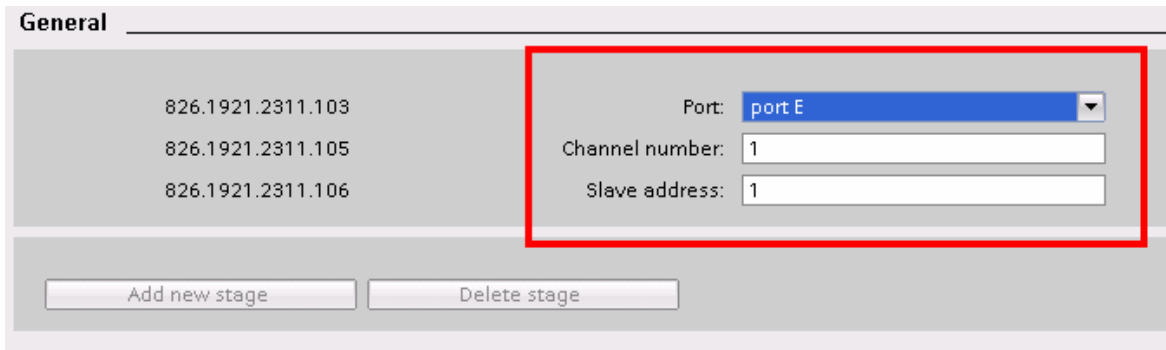 General
826.1921.2311.103 Port: port E
826.1921.2311.105 Channel number: 1
826.1921.2311.106 Slave address: 1
Add new stage Delete stage